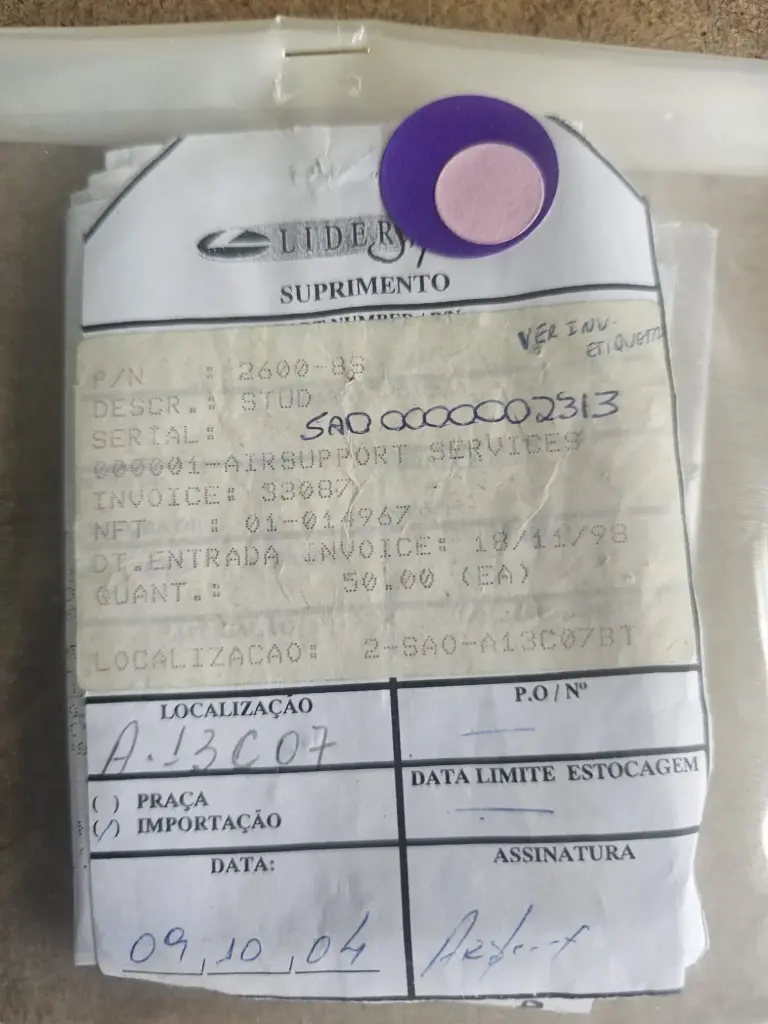 LIDER
SUPRIMENTO
VER INV.
ETIQUETA
P/N : 2600-8S
DESCR.: STUD
SERIAL: SAO0000002313
000001-AIRSUPPORT SERVICES
INVOICE: 33087
NFT : 01-014967
DT.ENTRADA INVOICE: 18/11/98
QUANT.: 50.00 (EA)
LOCALIZACAO: 2-SAO-A13C07BT
LOCALIZAÇÃO
A.13C07
P.O / Nº
DATA LIMITE ESTOCAGEM
( ) PRAÇA
(/) IMPORTAÇÃO
DATA:
09,10,04
ASSINATURA